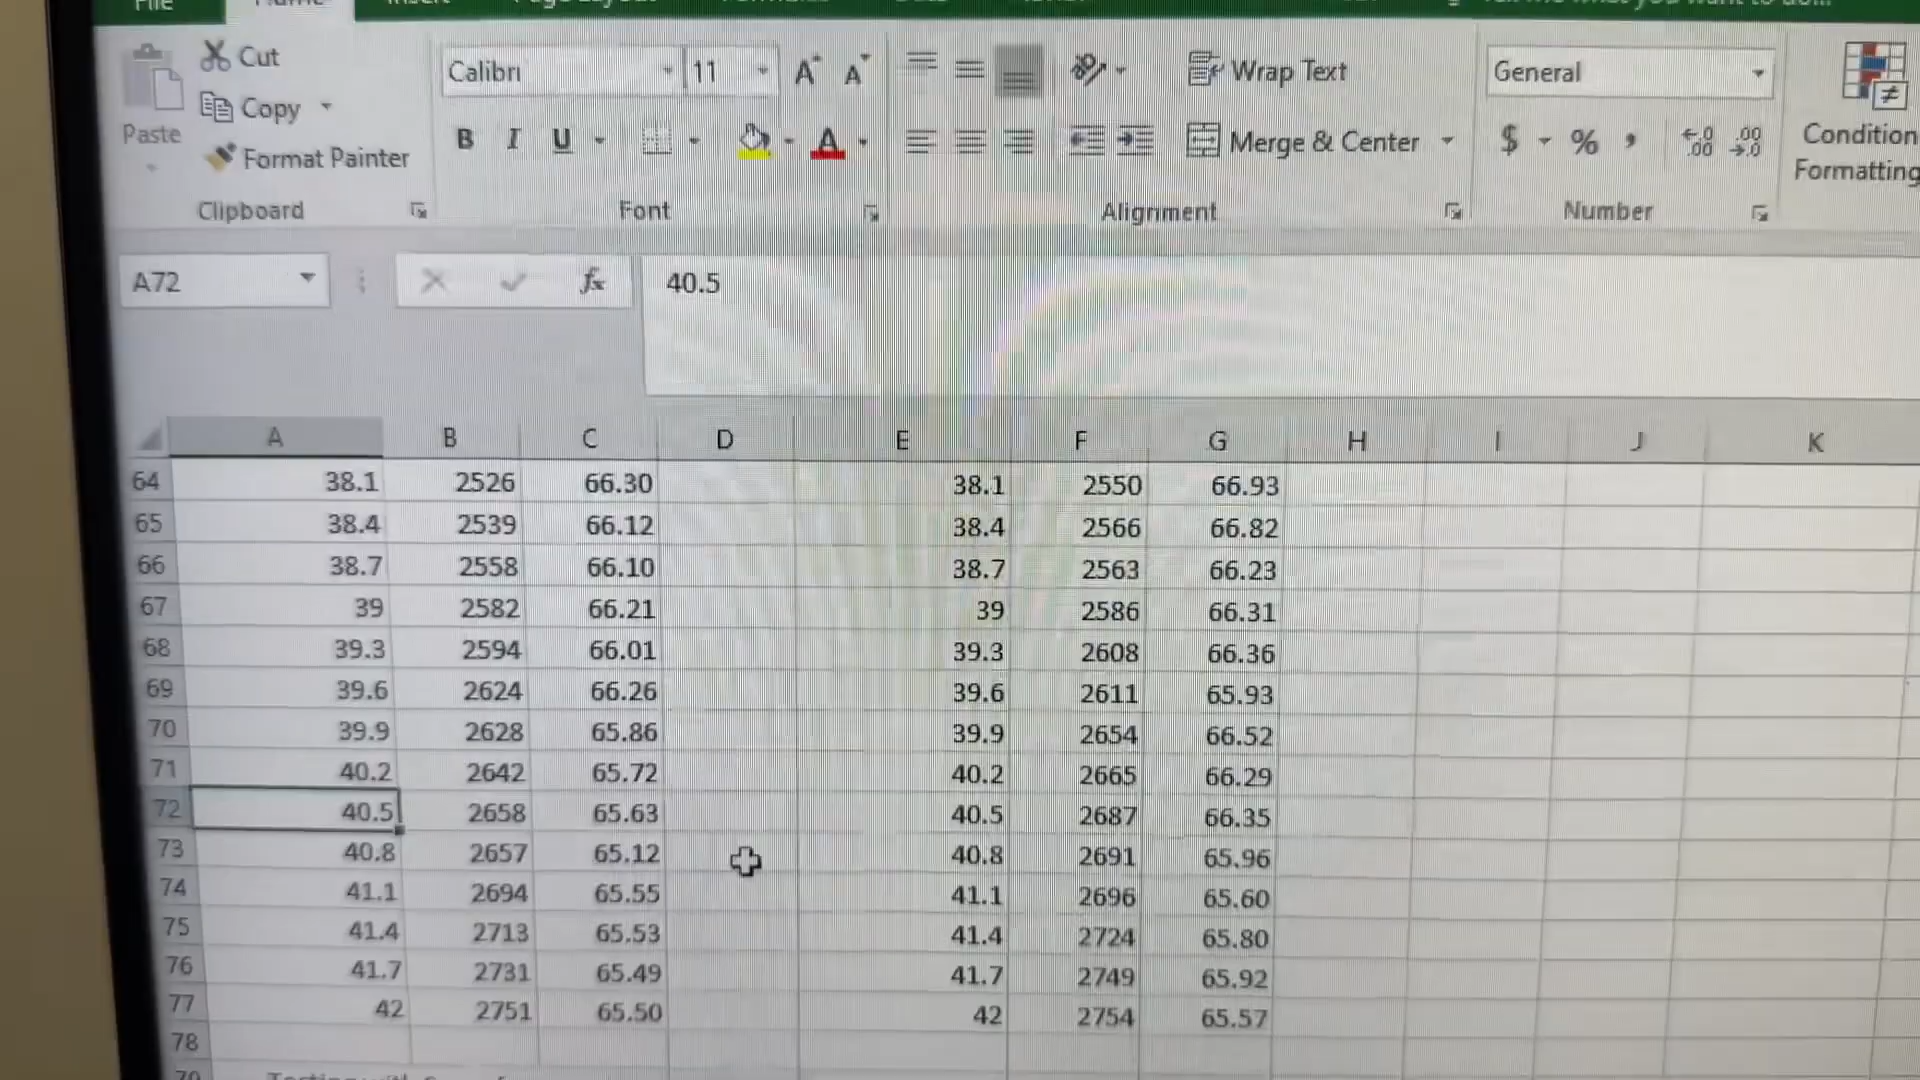 File
Cut
Copy
Format Painter
Paste
Clipboard
Calibri 11
B I U
Font
Wrap Text
Merge & Center
Alignment
General
$ % ,
Number
Condition
Formatting
A72 fx 40.5
A B C D E F G H I J K
64 38.1 2526 66.30 38.1 2550 66.93
65 38.4 2539 66.12 38.4 2566 66.82
66 38.7 2558 66.10 38.7 2563 66.23
67 39 2582 66.21 39 2586 66.31
68 39.3 2594 66.01 39.3 2608 66.36
69 39.6 2624 66.26 39.6 2611 65.93
70 39.9 2628 65.86 39.9 2654 66.52
71 40.2 2642 65.72 40.2 2665 66.29
72 40.5 2658 65.63 40.5 2687 66.35
73 40.8 2657 65.12 40.8 2691 65.96
74 41.1 2694 65.55 41.1 2696 65.60
75 41.4 2713 65.53 41.4 2724 65.80
76 41.7 2731 65.49 41.7 2749 65.92
77 42 2751 65.50 42 2754 65.57
78